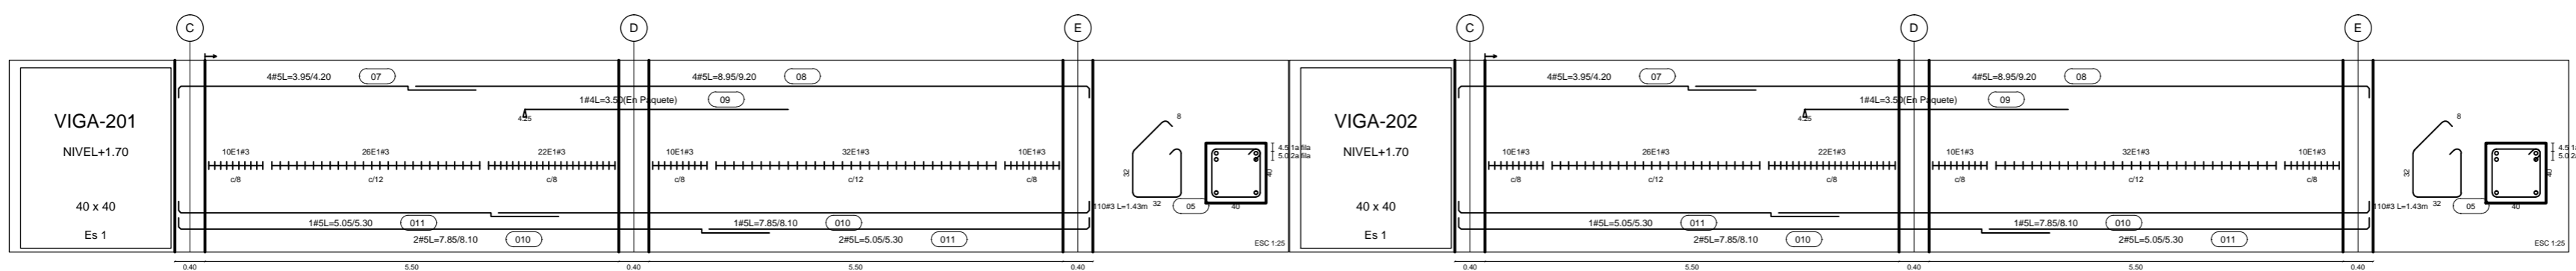 C
D
E
VIGA-201
NIVEL+1.70
40 x 40
Es 1
4#5L=3.95/4.20
07
4#5L=8.95/9.20
08
1#4L=3.50(En Paquete)
09
4.25
10E1#3
26E1#3
22E1#3
10E1#3
32E1#3
10E1#3
c/8
c/12
c/8
c/8
c/12
c/8
1#5L=5.05/5.30
011
1#5L=7.85/8.10
010
2#5L=7.85/8.10
010
2#5L=5.05/5.30
011
0.40
5.50
0.40
5.50
0.40
8
32
32
110#3 L=1.43m
05
4.5 1a fila
5.0 2a fila
40
40
ESC 1:25
C
D
E
VIGA-202
NIVEL+1.70
40 x 40
Es 1
4#5L=3.95/4.20
07
4#5L=8.95/9.20
08
1#4L=3.50(En Paquete)
09
4.25
10E1#3
26E1#3
22E1#3
10E1#3
32E1#3
10E1#3
c/8
c/12
c/8
c/8
c/12
c/8
1#5L=5.05/5.30
011
1#5L=7.85/8.10
010
2#5L=7.85/8.10
010
2#5L=5.05/5.30
011
0.40
5.50
0.40
5.50
0.40
8
32
32
110#3 L=1.43m
05
4.5 1a
5.0 2a
40
40
ESC 1:25